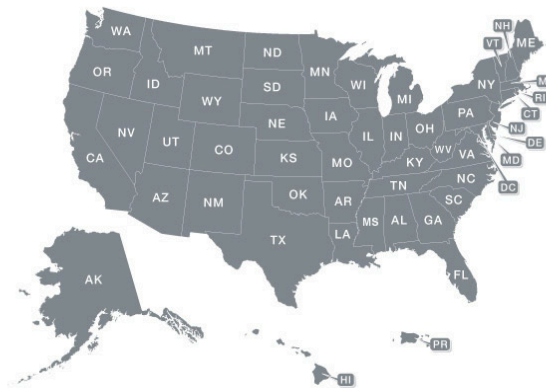 NH
WA
VT
ME
MT
ND
MN
OR
ID
SD
WI
NY
M
WY
MI
RI
CT
IA
PA
NE
NJ
NV
OH
IL
IN
DE
UT
CO
WV
CA
KS
MO
VA
MD
KY
NC
DC
TN
OK
AZ
NM
AR
SC
MS
AL
GA
TX
LA
FL
AK
PR
HI